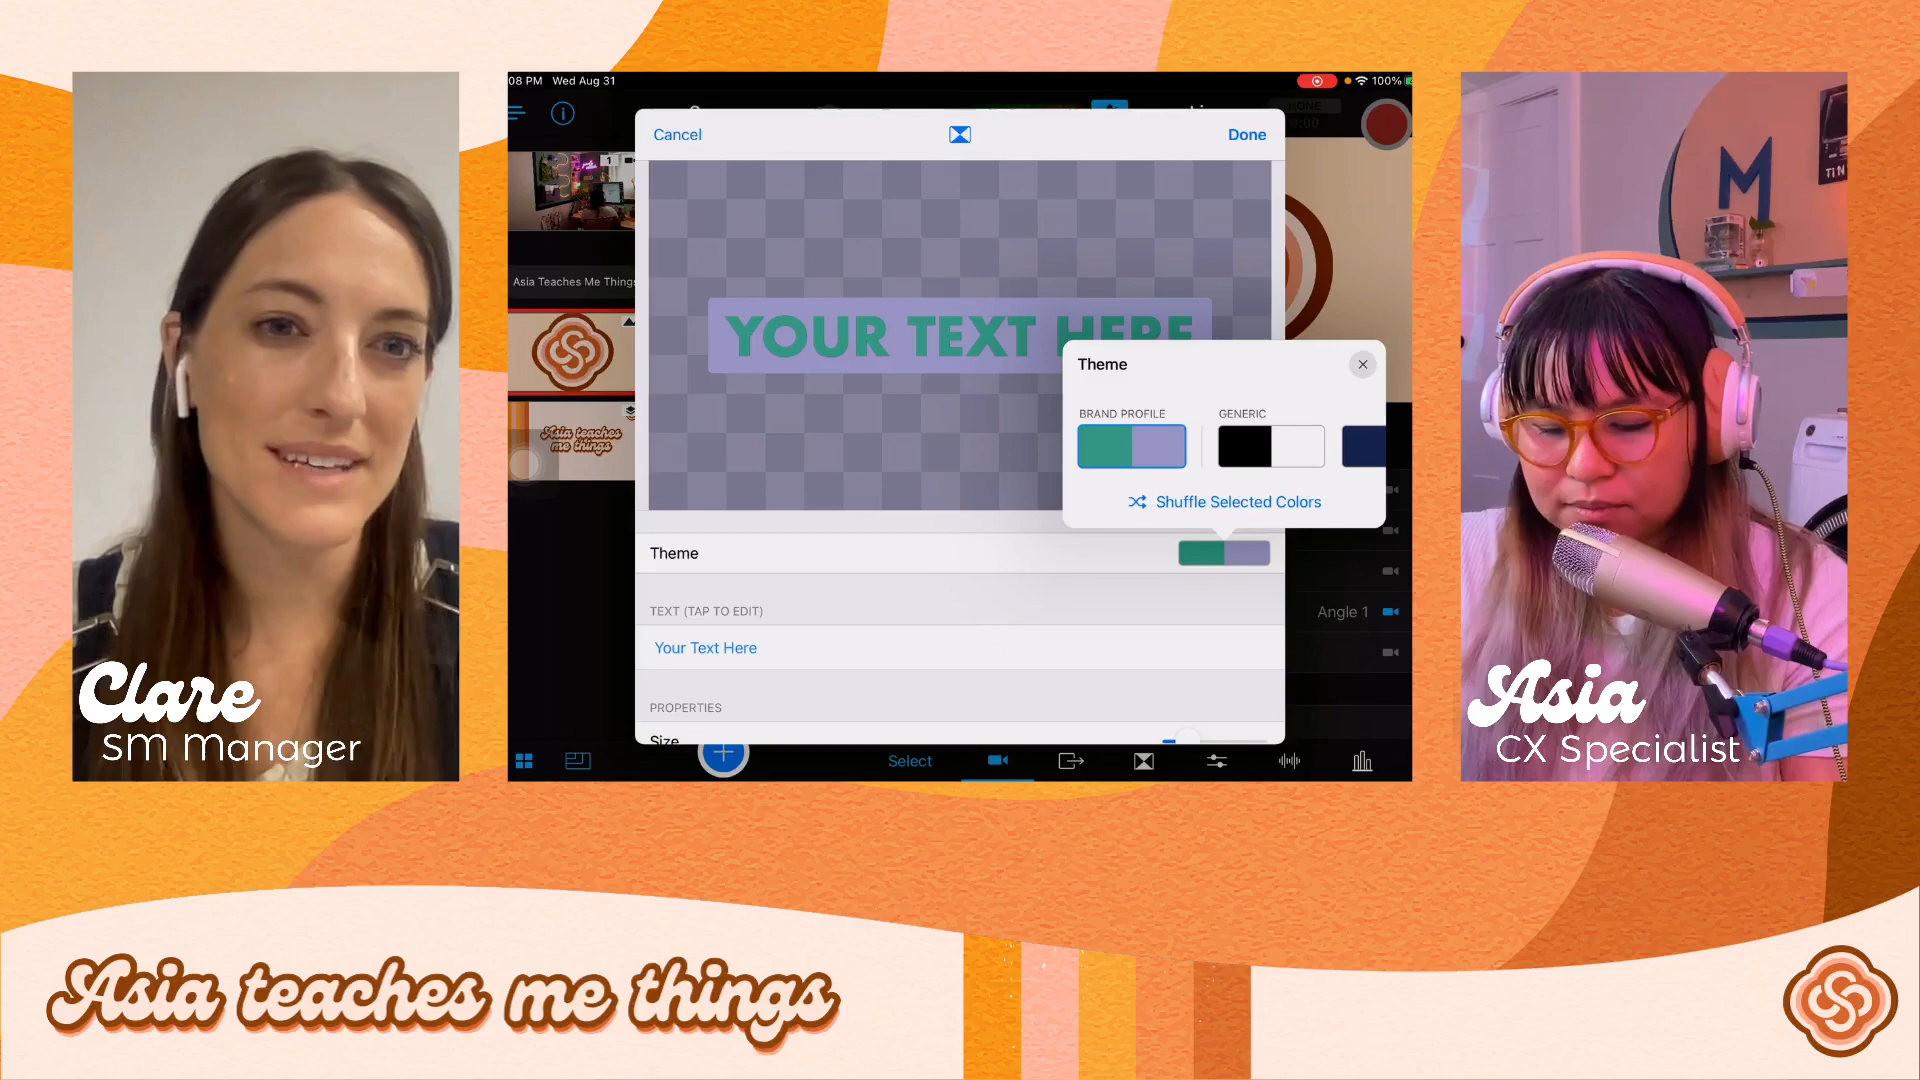 08 PM Wed Aug 31
100%
Cancel
Done
1
Asia Teaches Me Things
Asia teaches
me things
YOUR TEXT HERE
Theme
BRAND PROFILE
GENERIC
Shuffle Selected Colors
Theme
TEXT (TAP TO EDIT)
Your Text Here
PROPERTIES
Size
Angle 1
Select
M
TIN
Clare
SM Manager
Asia
CX Specialist
Asia teaches me things